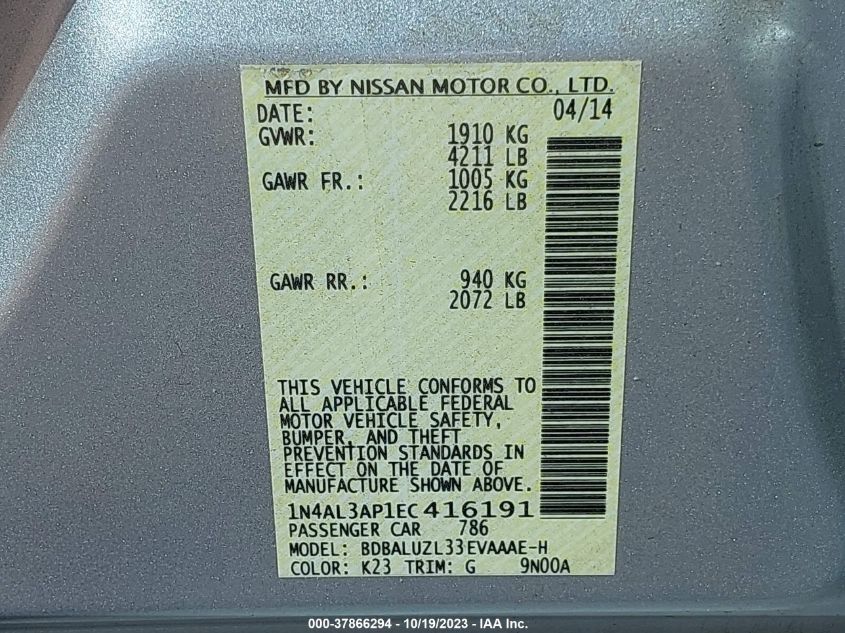 MFD BY NISSAN MOTOR CO., LTD.
DATE: 04/14
GVWR: 1910 KG
4211 LB
GAWR FR.: 1005 KG
2216 LB
GAWR RR.: 940 KG
2072 LB
THIS VEHICLE CONFORMS TO
ALL APPLICABLE FEDERAL
MOTOR VEHICLE SAFETY,
BUMPER, AND THEFT
PREVENTION STANDARDS IN
EFFECT ON THE DATE OF
MANUFACTURE SHOWN ABOVE.
1N4AL3AP1EC416191
PASSENGER CAR 786
MODEL: BDBALUZL33EVAAAE-H
COLOR: K23 TRIM: G 9N00A
000-37866294 - 10/19/2023 - IAA Inc.